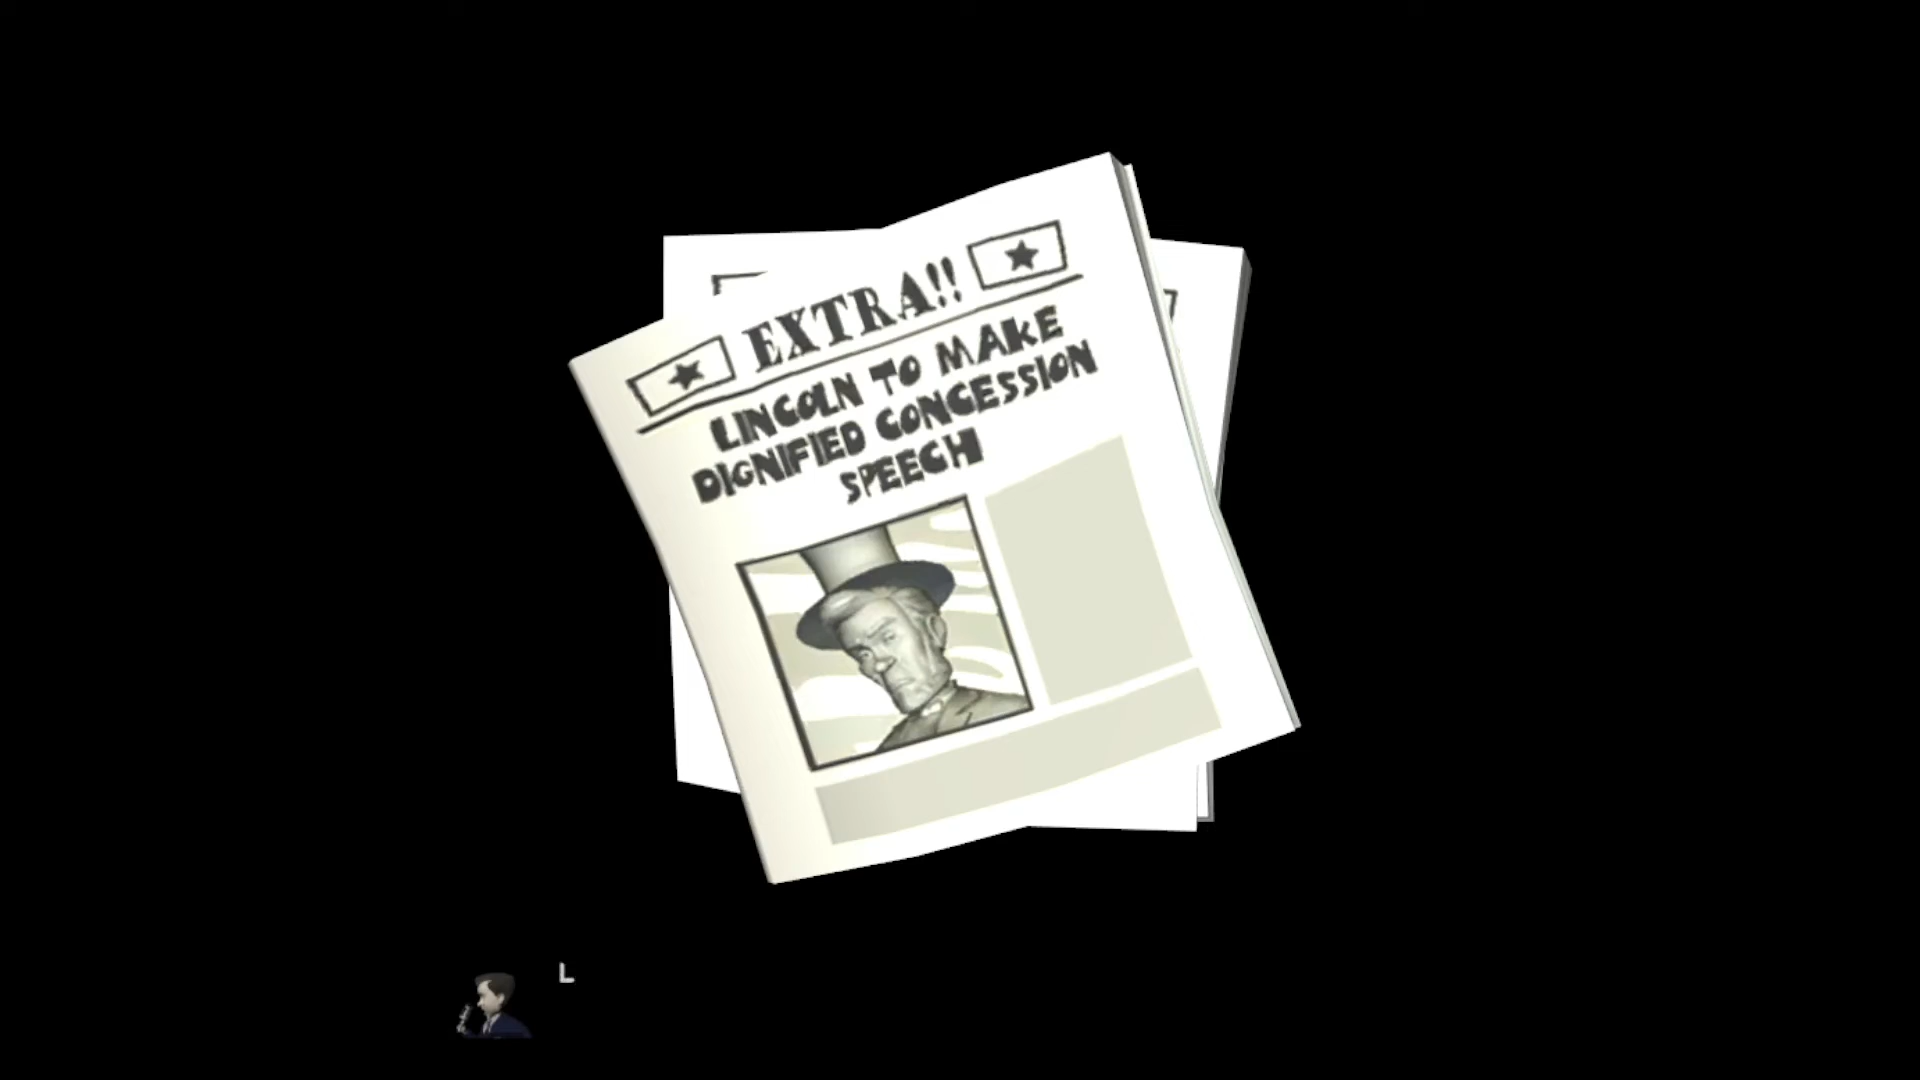 EXTRA!!
LINCOLN TO MAKE
DIGNIFIED CONCESSION
SPEECH
L